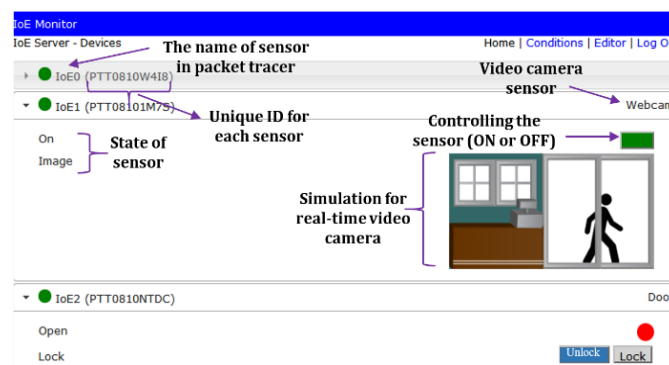 IoE Monitor
IoE Server - Devices
Home | Conditions | Editor | Log O
The name of sensor
in packet tracer
IoE0 (PTT0810W4I8)
Video camera
sensor
IoE1 (PTT08101M7S)
Webcam
Unique ID for
each sensor
Controlling the
sensor (ON or OFF)
On
Image
State of
sensor
Simulation for
real-time video
camera
IoE2 (PTT0810NTDC)
Doo
Open
Lock
Unlock
Lock